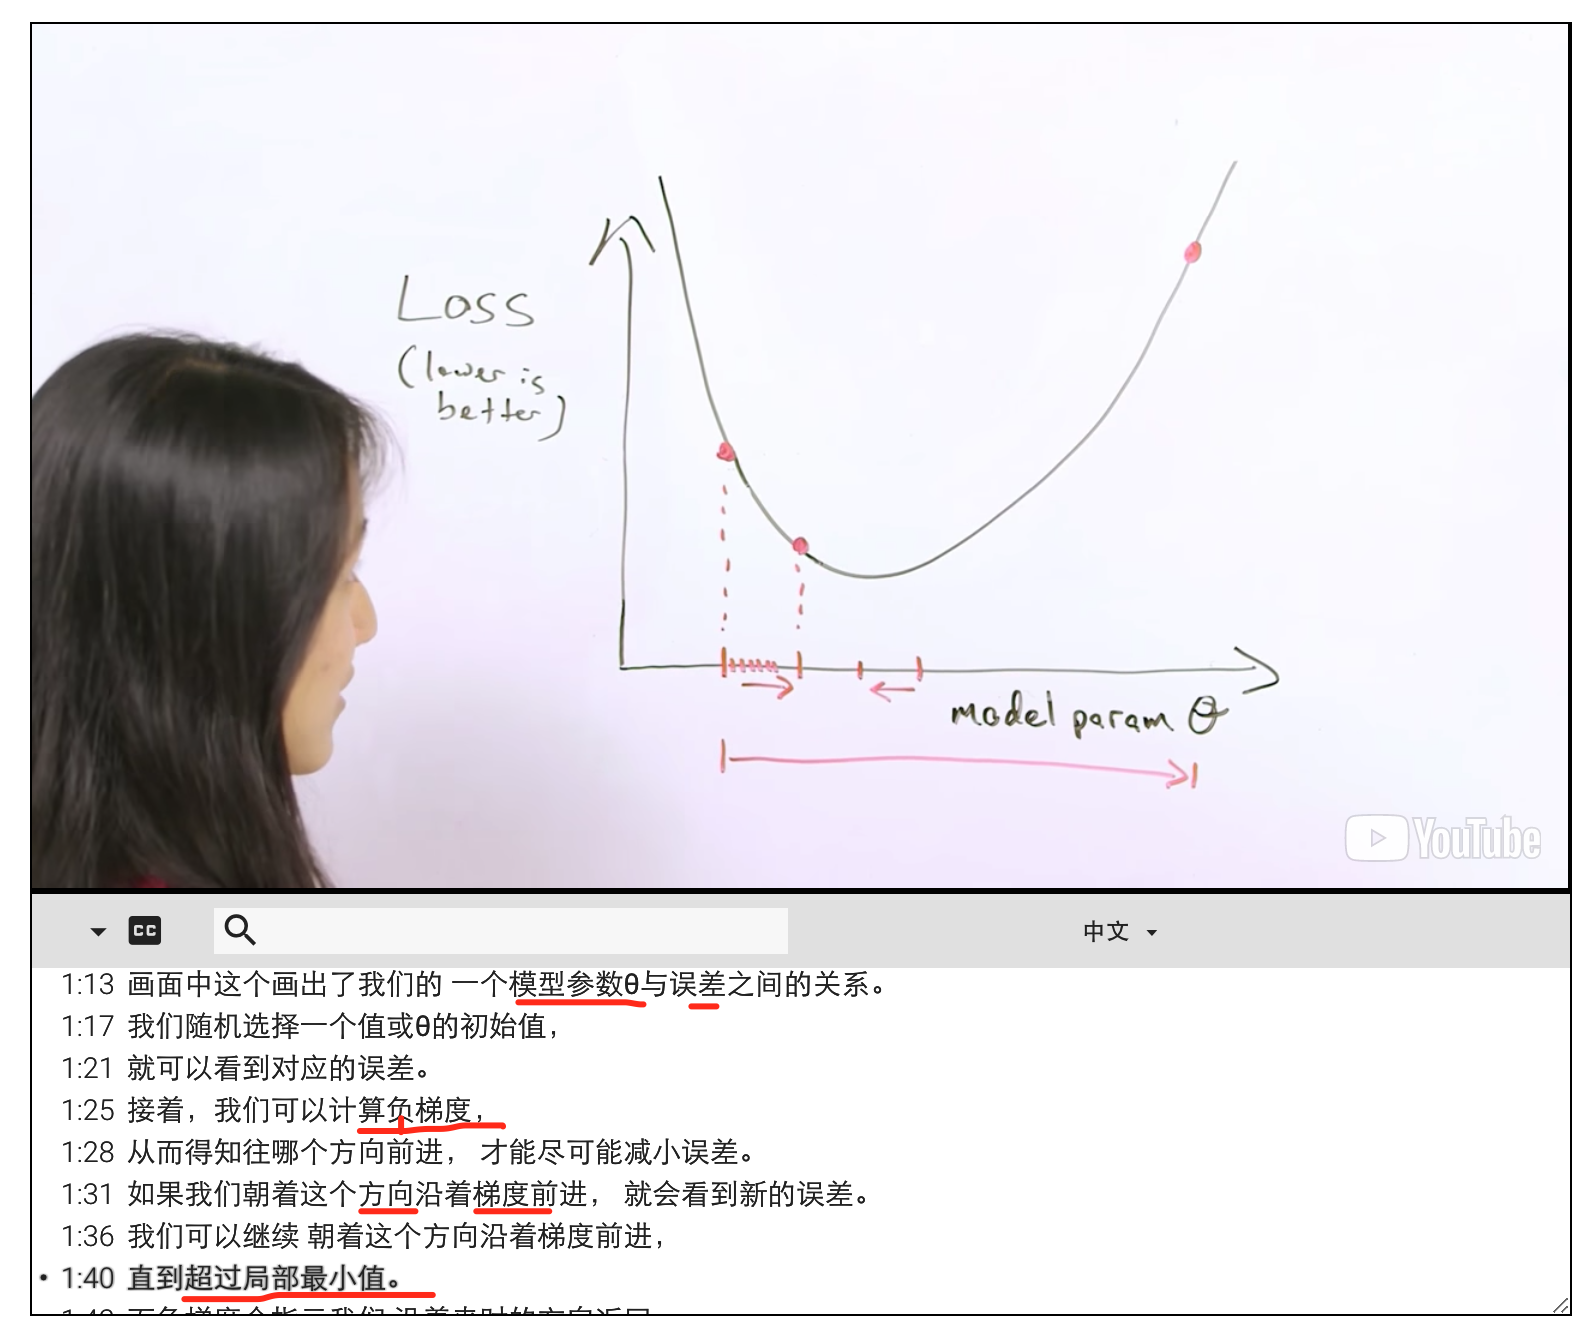 Loss
(lower is
better)
model param θ
YouTube
CC
中文
1:13 画面中这个画出了我们的 一个模型参数θ与误差之间的关系。
1:17 我们随机选择一个值或θ的初始值，
1:21 就可以看到对应的误差。
1:25 接着，我们可以计算负梯度，
1:28 从而得知往哪个方向前进， 才能尽可能减小误差。
1:31 如果我们朝着这个方向沿着梯度前进， 就会看到新的误差。
1:36 我们可以继续 朝着这个方向沿着梯度前进，
• 1:40 直到超过局部最小值。